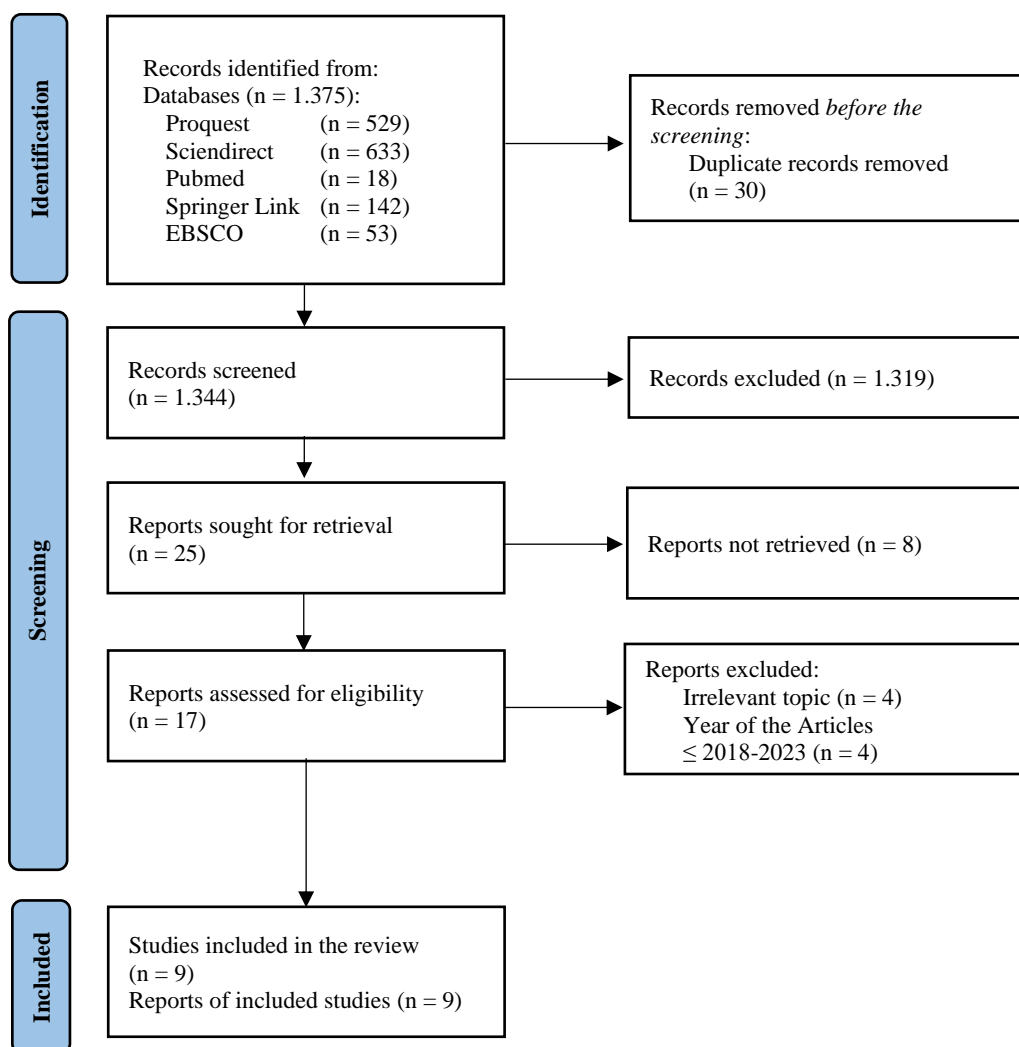 Identification
Records identified from:
Databases (n = 1.375):
Proquest (n = 529)
Sciendirect (n = 633)
Pubmed (n = 18)
Springer Link (n = 142)
EBSCO (n = 53)
Records removed before the
screening:
Duplicate records removed
(n = 30)
Screening
Records screened
(n = 1.344)
Records excluded (n = 1.319)
Reports sought for retrieval
(n = 25)
Reports not retrieved (n = 8)
Reports assessed for eligibility
(n = 17)
Reports excluded:
Irrelevant topic (n = 4)
Year of the Articles
≤ 2018-2023 (n = 4)
Included
Studies included in the review
(n = 9)
Reports of included studies (n = 9)